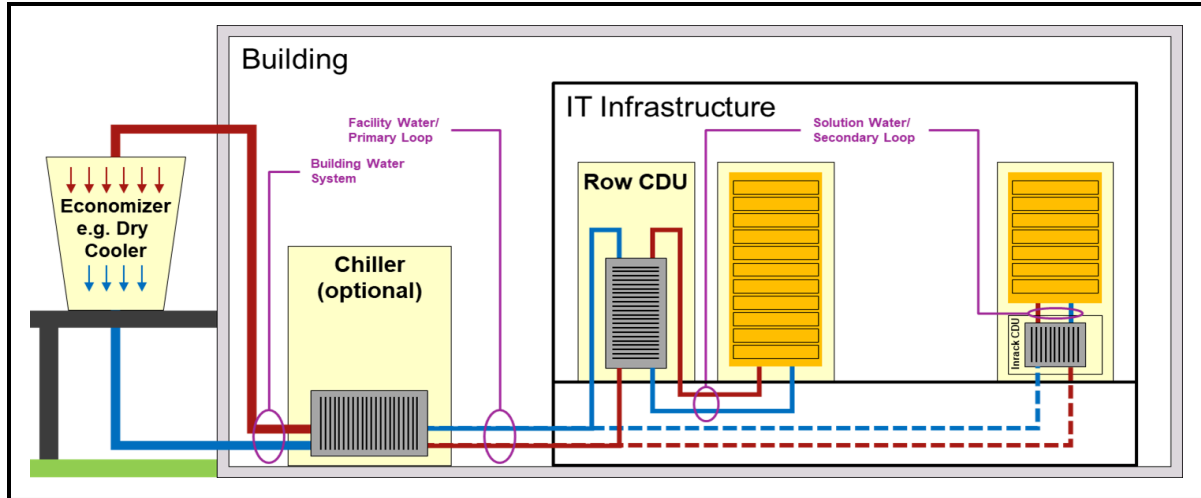 Building
IT Infrastructure
Facility Water/
Primary Loop
Solution Water/
Secondary Loop
Building Water
System
Row CDU
Economizer
e.g. Dry
Cooler
Chiller
(optional)
Inrack CDU